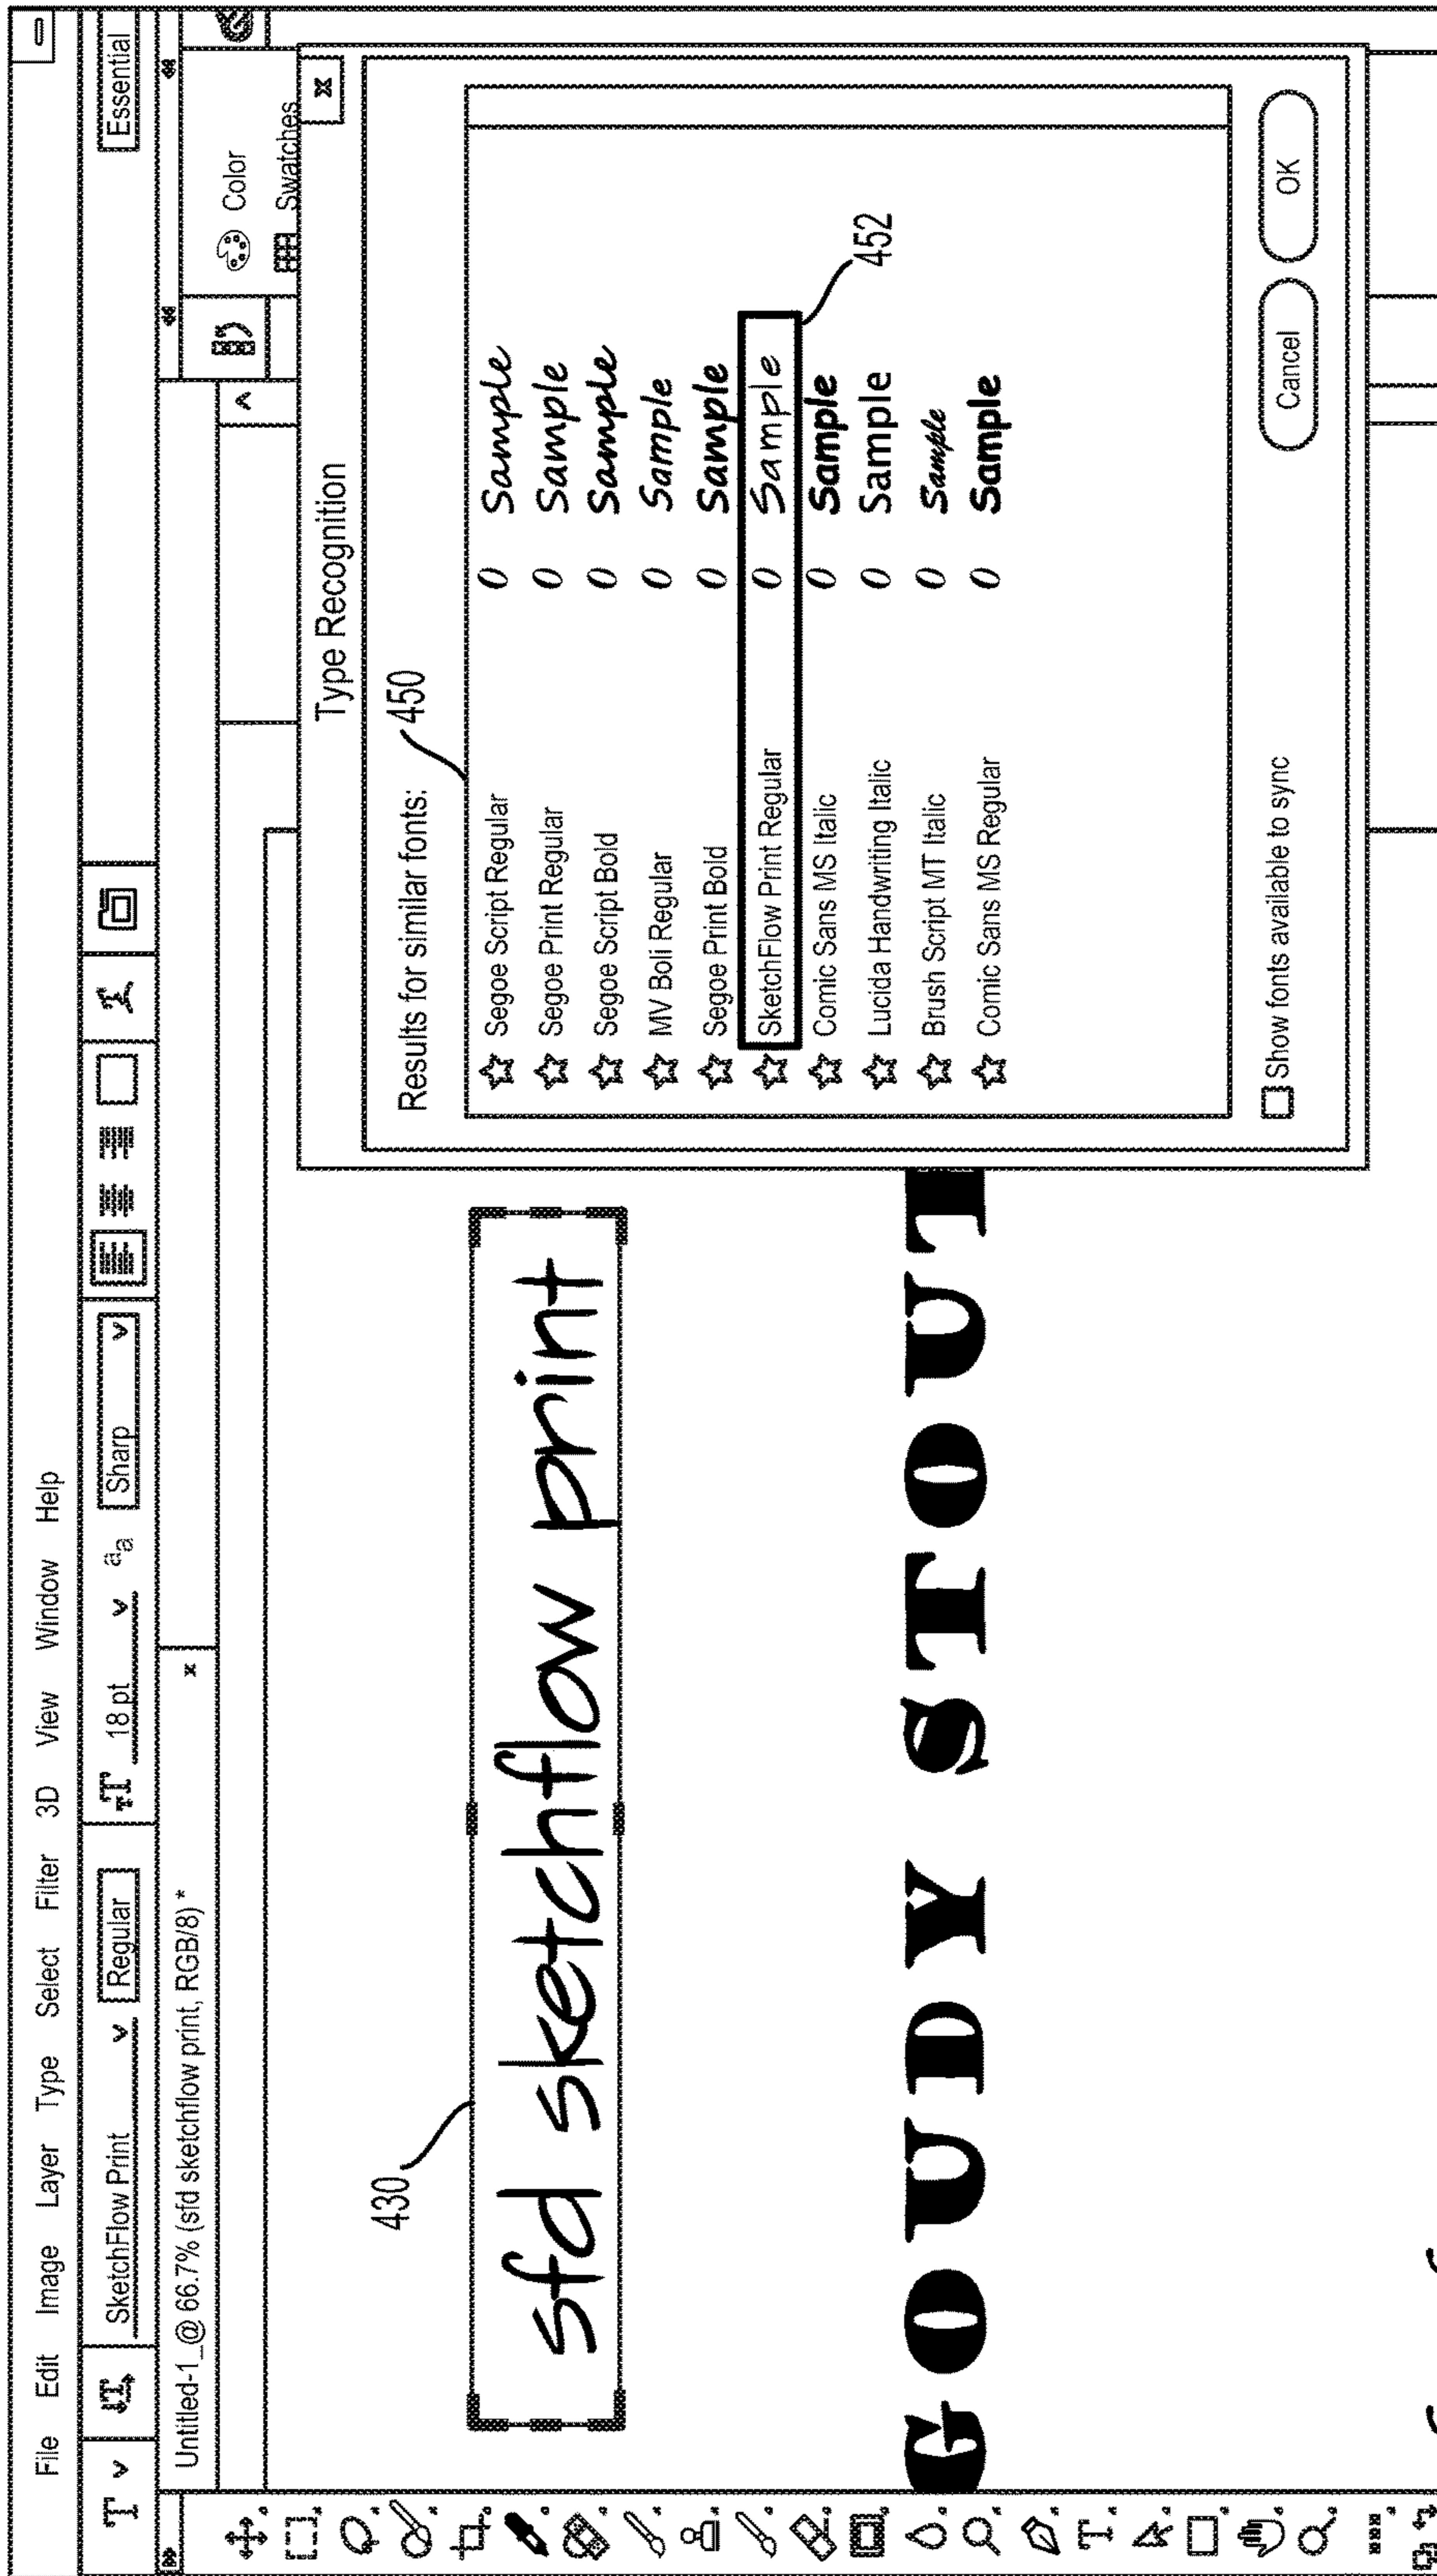 File Edit Image Layer Type Select Filter 3D View Window Help
T SketchFlow Print Regular 18 pt Sharp Essential
Untitled-1_@ 66.7% (sfd sketchflow print, RGB/8) * x
Color
Swatches
Type Recognition
430
sfd sketchflow print
GOUDY STOUT
Results for similar fonts:
450
Segoe Script Regular 0 Sample
Segoe Print Regular 0 Sample
Segoe Script Bold 0 Sample
MV Boli Regular 0 Sample
Segoe Print Bold 0 Sample
SketchFlow Print Regular 0 Sample
452
Comic Sans MS Italic 0 Sample
Lucida Handwriting Italic 0 Sample
Brush Script MT Italic 0 Sample
Comic Sans MS Regular 0 Sample
Show fonts available to sync
Cancel
OK